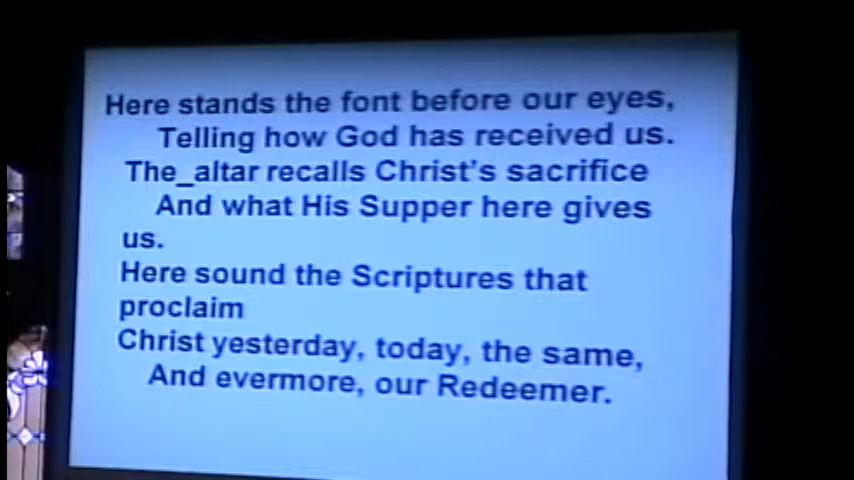 Here stands the font before our eyes,
Telling how God has received us.
The_altar recalls Christ's sacrifice
And what His Supper here gives
us.
Here sound the Scriptures that
proclaim
Christ yesterday, today, the same,
And evermore, our Redeemer.